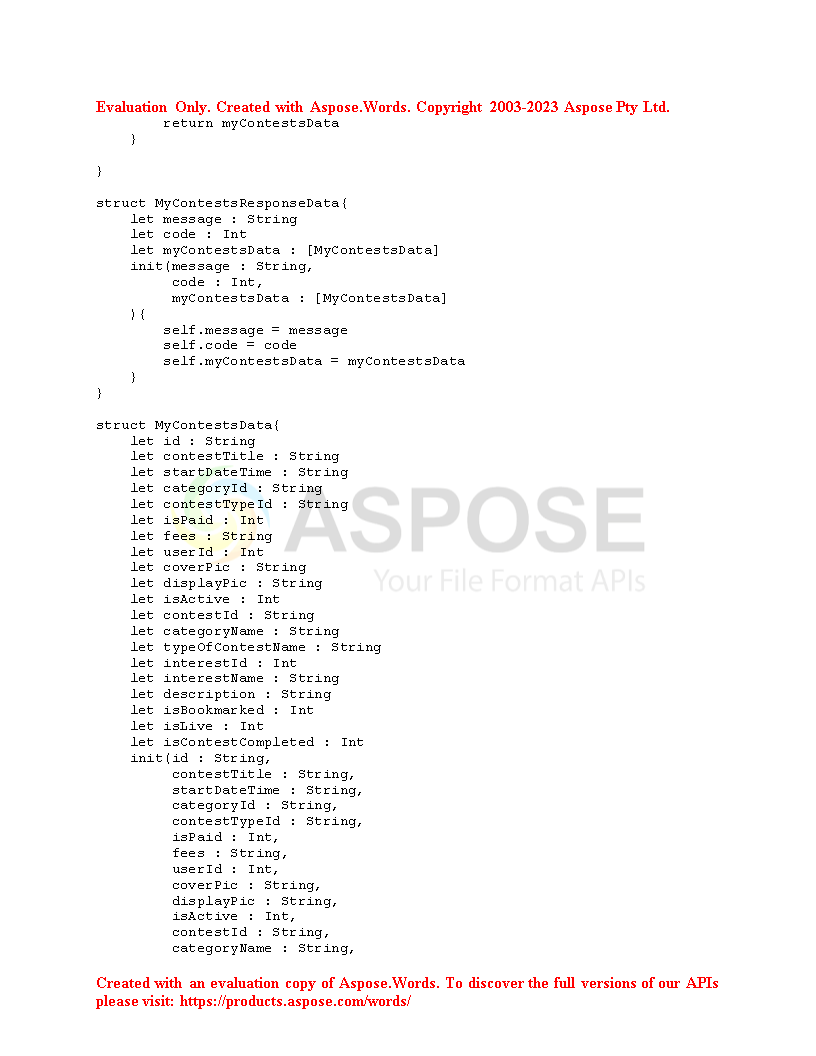 Evaluation Only. Created with Aspose.Words. Copyright 2003-2023 Aspose Pty Ltd.
        return myContestsData
    }

}

struct MyContestsResponseData{
    let message : String
    let code : Int
    let myContestsData : [MyContestsData]
    init(message : String,
         code : Int,
         myContestsData : [MyContestsData]
    ){
        self.message = message
        self.code = code
        self.myContestsData = myContestsData
    }
}

struct MyContestsData{
    let id : String
    let contestTitle : String
    let startDateTime : String
    let categoryId : String
    let contestTypeId : String
    let isPaid : Int
    let fees : String
    let userId : Int
    let coverPic : String
    let displayPic : String
    let isActive : Int
    let contestId : String
    let categoryName : String
    let typeOfContestName : String
    let interestId : Int
    let interestName : String
    let description : String
    let isBookmarked : Int
    let isLive : Int
    let isContestCompleted : Int
    init(id : String,
         contestTitle : String,
         startDateTime : String,
         categoryId : String,
         contestTypeId : String,
         isPaid : Int,
         fees : String,
         userId : Int,
         coverPic : String,
         displayPic : String,
         isActive : Int,
         contestId : String,
         categoryName : String,
ASPOSE
Your File Format APIs
Created with an evaluation copy of Aspose.Words. To discover the full versions of our APIs
please visit: https://products.aspose.com/words/